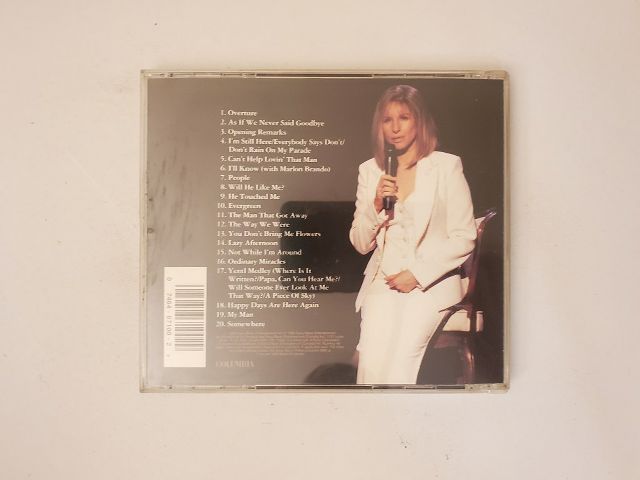 1. Overture
2. As If We Never Said Goodbye
3. Opening Remarks
4. I'm Still Here/Everybody Says Don't/
Don't Rain On My Parade
5. Can't Help Lovin' That Man
6. I'll Know (with Marlon Brando)
7. People
8. Will He Like Me?
9. He Touched Me
10. Evergreen
11. The Man That Got Away
12. The Way We Were
13. You Don't Bring Me Flowers
14. Lazy Afternoon
15. Not While I'm Around
16. Ordinary Miracles
17. Yentl Medley (Where Is It
Written?/Papa, Can You Hear Me?/
Will Someone Ever Look At Me
That Way?/A Piece Of Sky)
18. Happy Days Are Here Again
19. My Man
20. Somewhere
COLUMBIA